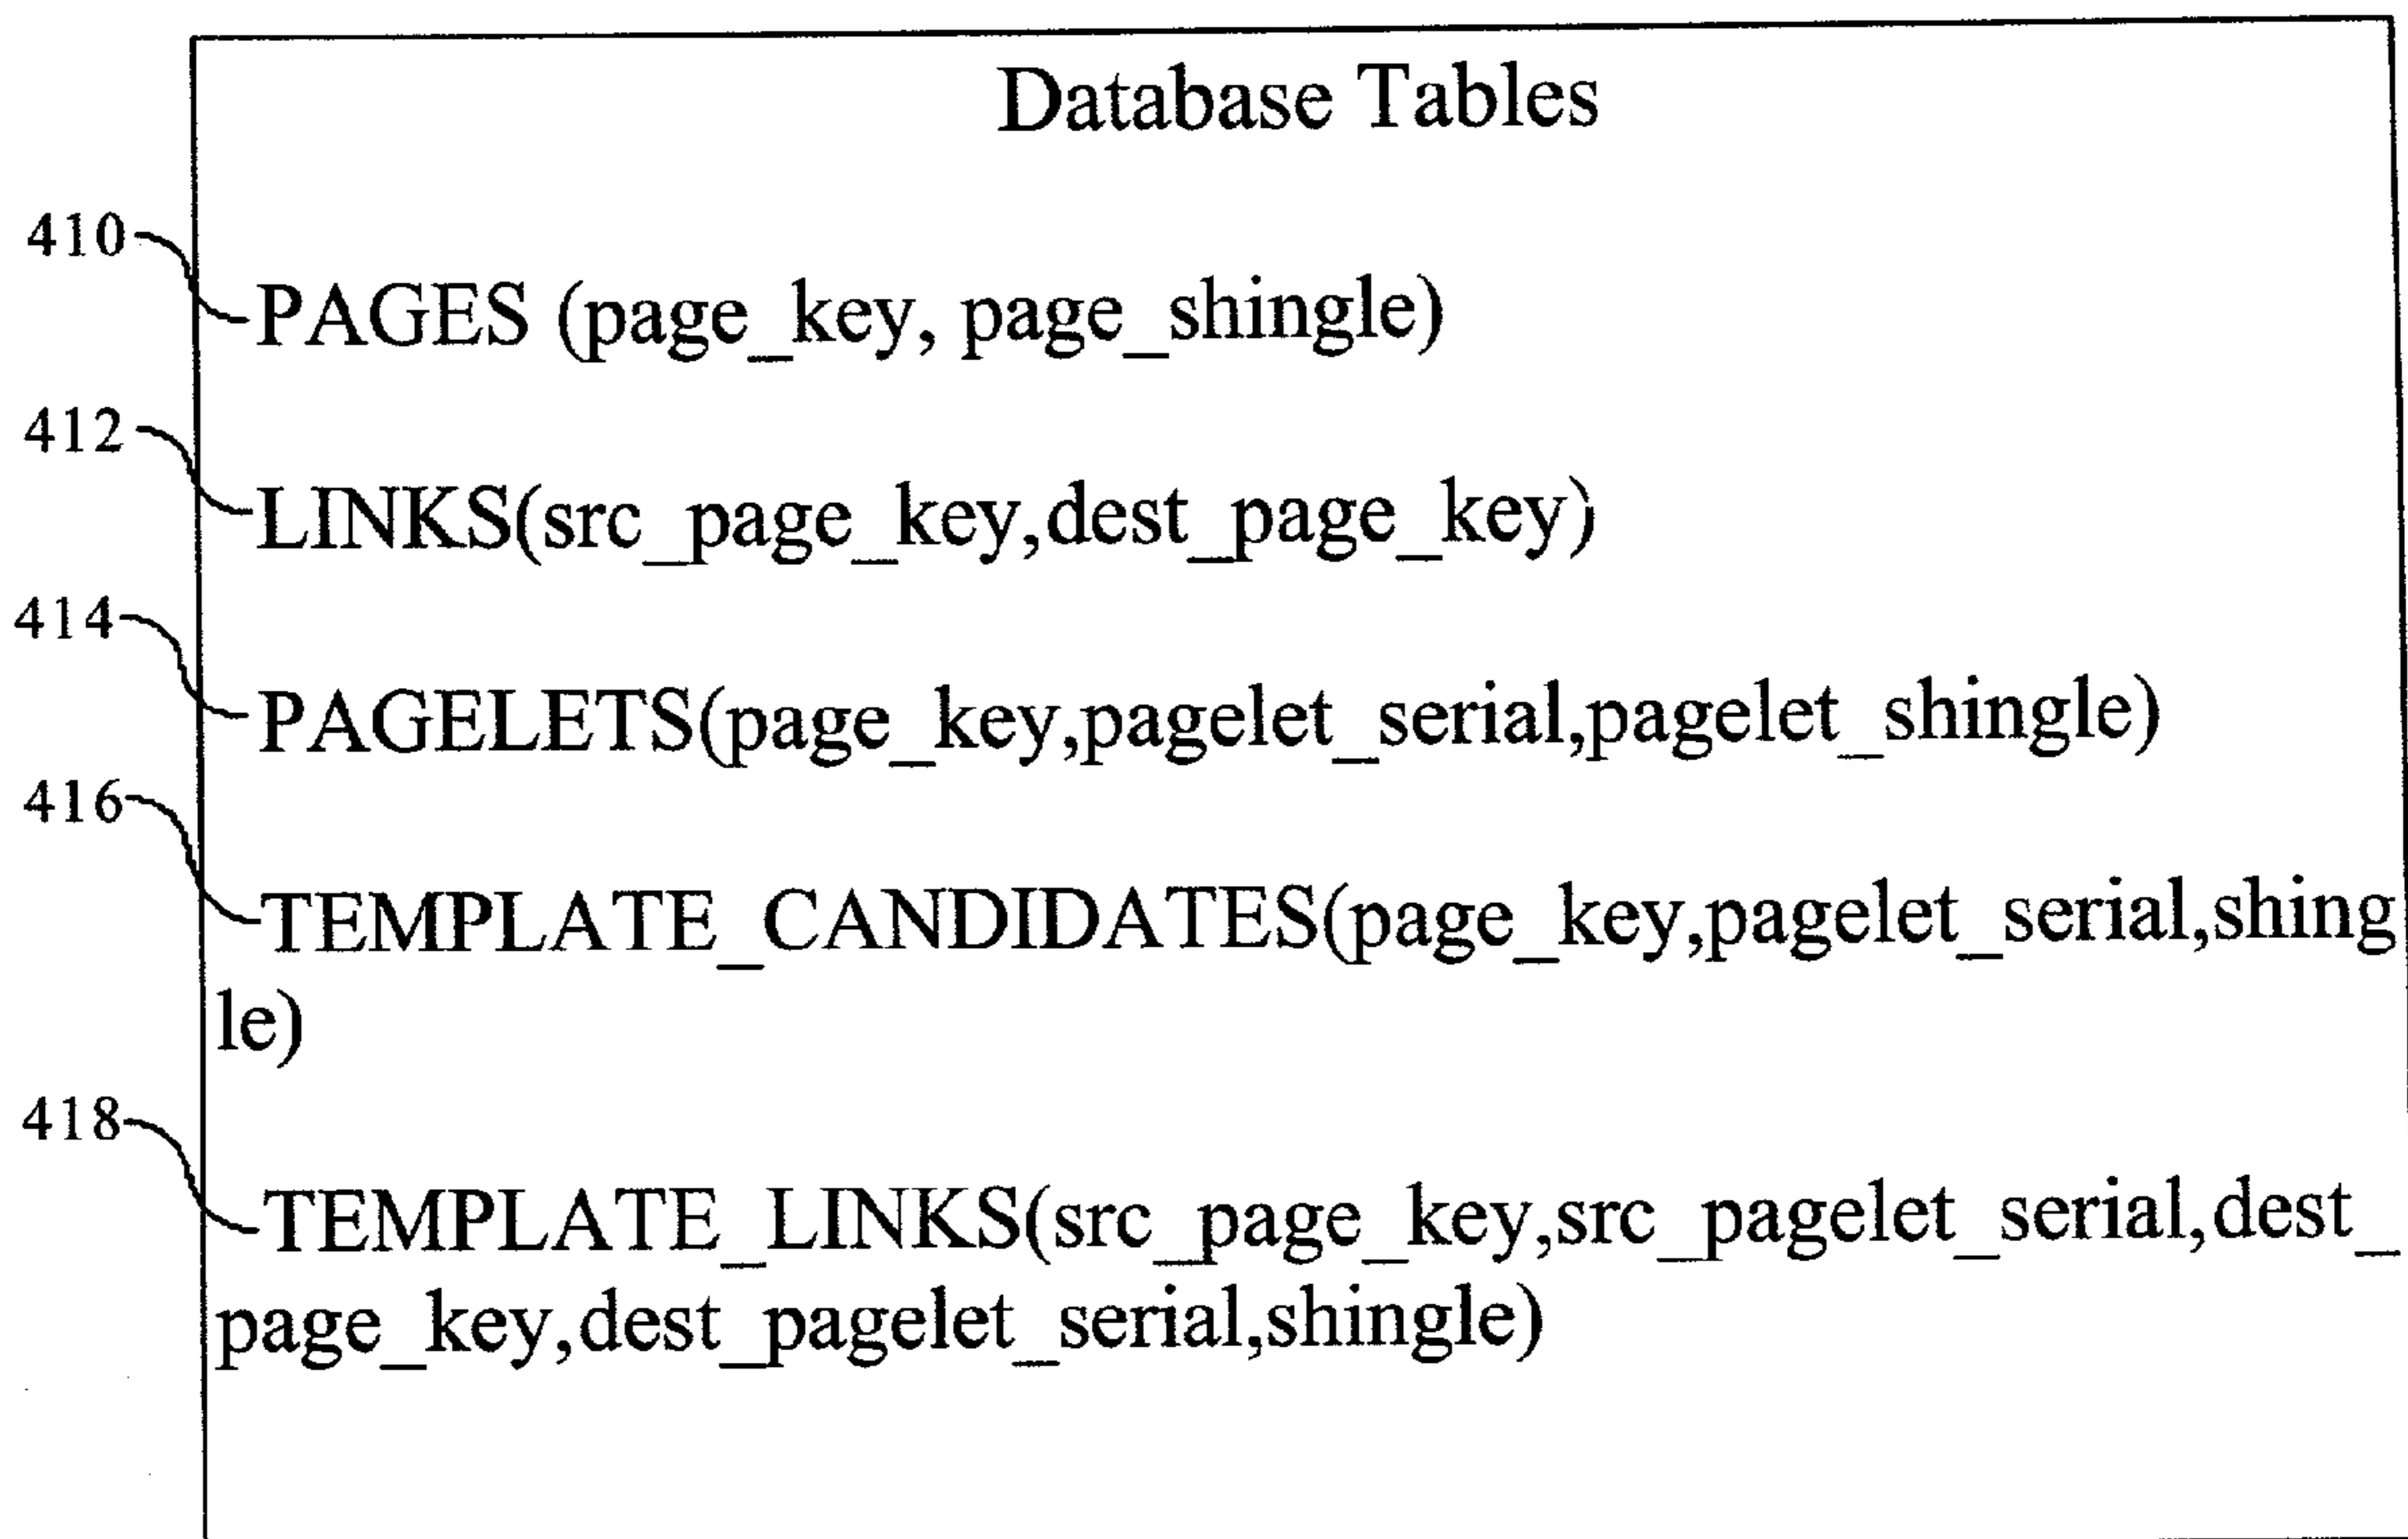 Database Tables
410
PAGES (page_key, page_shingle)
412
LINKS(src_page_key,dest_page_key)
414
PAGELETS(page_key,pagelet_serial,pagelet_shingle)
416
TEMPLATE_CANDIDATES(page_key,pagelet_serial,shing
le)
418
TEMPLATE_LINKS(src_page_key,src_pagelet_serial,dest_
page_key,dest_pagelet_serial,shingle)